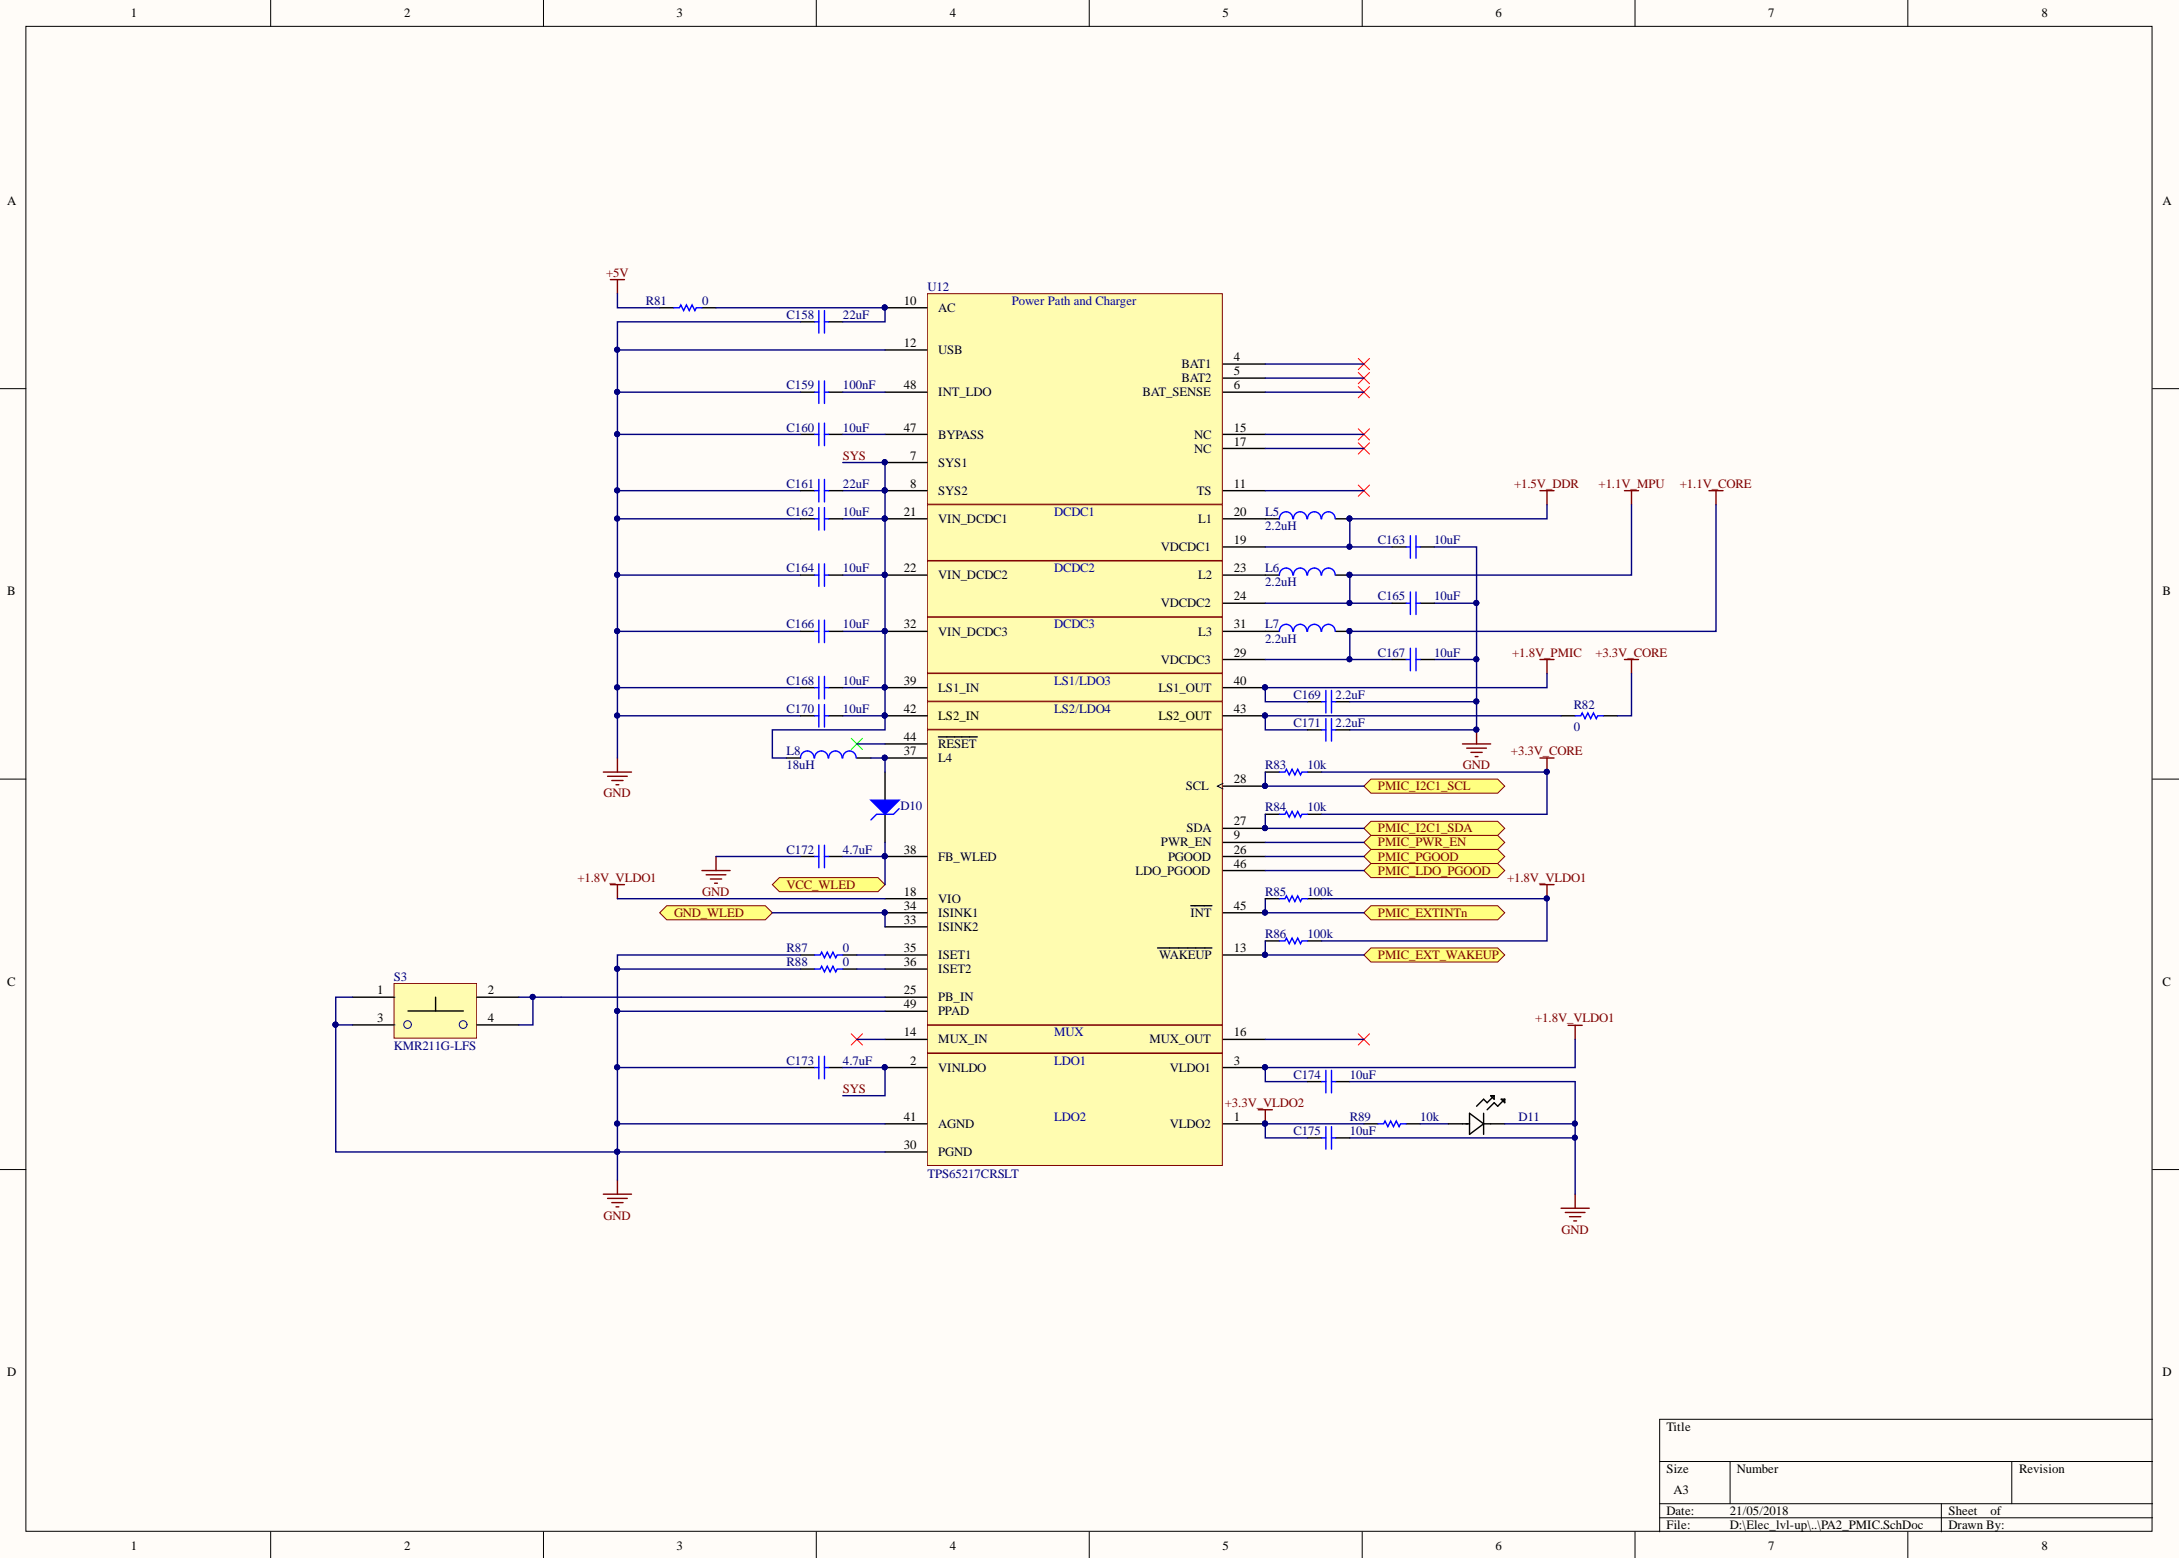 1 2 3 4 5 6 7 8
A A
+5V
U12
R81 0 10 AC Power Path and Charger
C158 22uF
12 USB
BAT1 4
BAT2 5
C159 100nF 48 INT_LDO BAT_SENSE 6
C160 10uF 47 BYPASS NC 15
NC 17
SYS 7 SYS1
C161 22uF 8 SYS2 TS 11
+1.5V_DDR +1.1V_MPU +1.1V_CORE
C162 10uF 21 VIN_DCDC1 DCDC1 L1 20 L5
2.2uH
VDCDC1 19 C163 10uF
C164 10uF 22 VIN_DCDC2 DCDC2 L2 23 L6
2.2uH
B B
VDCDC2 24 C165 10uF
C166 10uF 32 VIN_DCDC3 DCDC3 L3 31 L7
2.2uH
VDCDC3 29 C167 10uF
+1.8V_PMIC +3.3V_CORE
C168 10uF 39 LS1_IN LS1/LDO3 LS1_OUT 40
C169 2.2uF
C170 10uF 42 LS2_IN LS2/LDO4 LS2_OUT 43 R82
0
C171 2.2uF
44 RESET
L8 37 L4
18uH
GND
+3.3V_CORE
GND
R83 10k
SCL 28 PMIC_I2C1_SCL
D10
R84 10k
SDA 27 PMIC_I2C1_SDA
PWR_EN 9 PMIC_PWR_EN
C172 4.7uF 38 FB_WLED PGOOD 26 PMIC_PGOOD
LDO_PGOOD 46 PMIC_LDO_PGOOD
GND
VCC_WLED
+1.8V_VLDO1 +1.8V_VLDO1
18 VIO R85 100k
GND_WLED 34 ISINK1 INT 45 PMIC_EXTINTn
33 ISINK2
R86 100k
R87 0 35 ISET1 WAKEUP 13 PMIC_EXT_WAKEUP
R88 0 36 ISET2
C C
S3
1 2 25 PB_IN
49 PPAD
3 4
KMR211G-LFS
+1.8V_VLDO1
14 MUX_IN MUX MUX_OUT 16
C173 4.7uF 2 VINLDO LDO1 VLDO1 3
C174 10uF
SYS
+3.3V_VLDO2
41 AGND LDO2 VLDO2 1 R89 10k D11
C175 10uF
30 PGND
TPS65217CRSLT
GND
GND
D D
Title
Size Number Revision
A3
Date: 21/05/2018 Sheet of
File: D:\Elec_lvl-up\..\PA2_PMIC.SchDoc Drawn By:
1 2 3 4 5 6 7 8